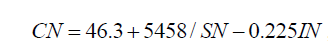 CN = 46.3 + 5458 / SN − 0.225IN